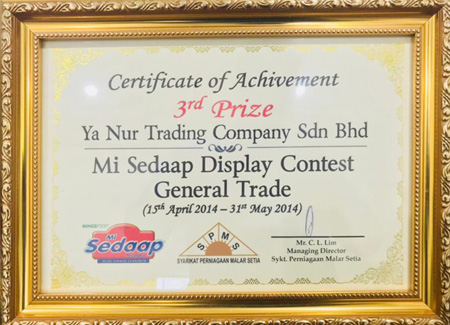 Certificate of Achivement
3rd Prize
Ya Nur Trading Company Sdn Bhd
Mi Sedaap Display Contest
General Trade
(15th April 2014 – 31st May 2014)
Mi
Sedaap
SPMS
SYARIKAT PERNIAGAAN MALAR SETIA
Mr. C. L. Lim
Managing Director
Sykt. Perniagaan Malar Setia